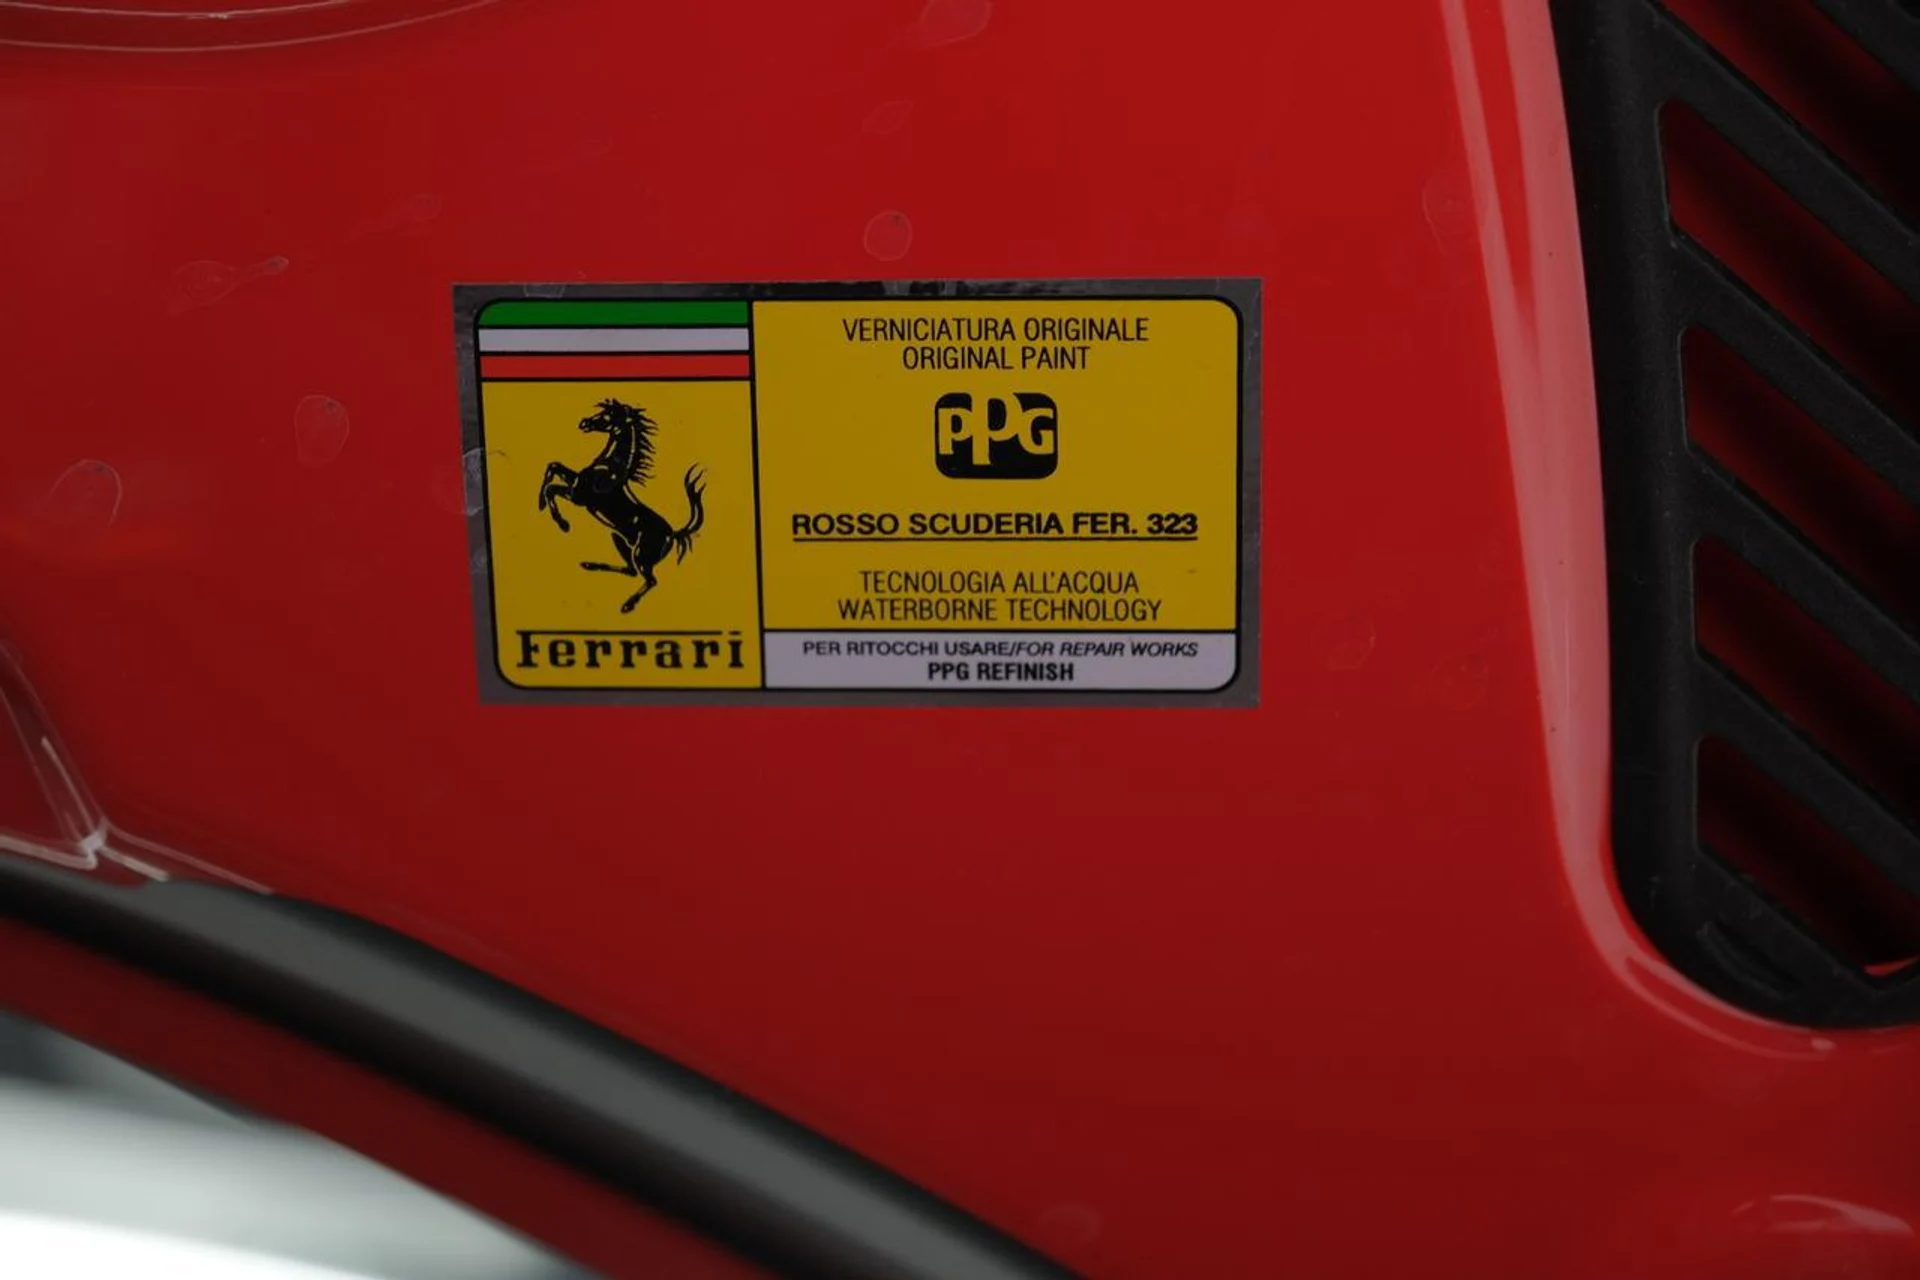 VERNICIATURA ORIGINALE
ORIGINAL PAINT
PPG
ROSSO SCUDERIA FER. 323
TECNOLOGIA ALL'ACQUA
WATERBORNE TECHNOLOGY
Ferrari
PER RITOCCHI USARE/FOR REPAIR WORKS
PPG REFINISH